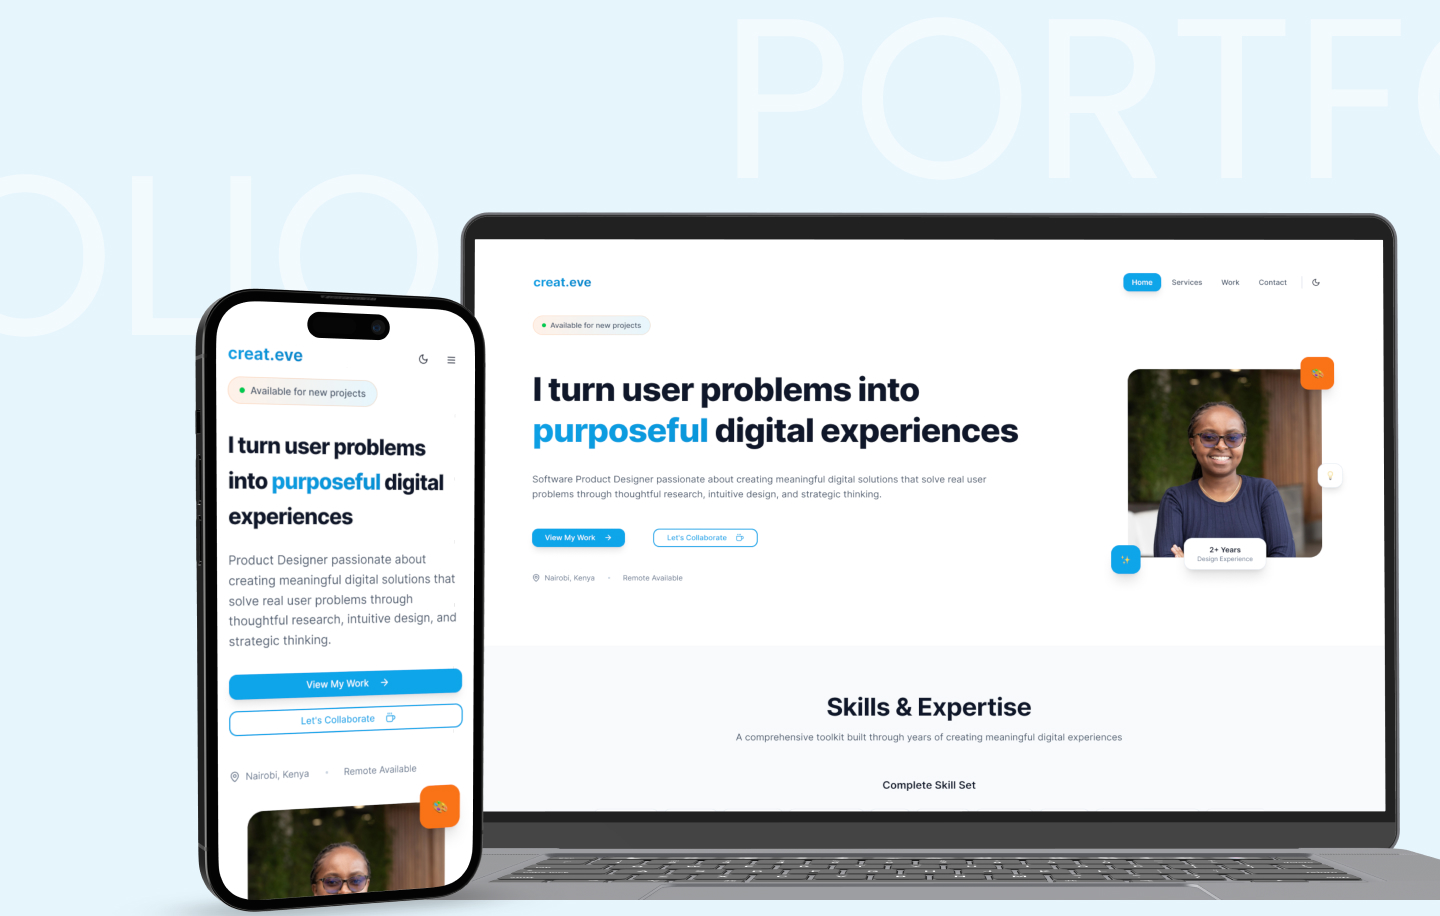 PORTFO
OLIO
creat.eve
Available for new projects
I turn user problems
into purposeful digital
experiences
Product Designer passionate about
creating meaningful digital solutions that
solve real user problems through
thoughtful research, intuitive design, and
strategic thinking.
View My Work
Let's Collaborate
Nairobi, Kenya • Remote Available
creat.eve
Home Services Work Contact
Available for new projects
I turn user problems into
purposeful digital experiences
Software Product Designer passionate about creating meaningful digital solutions that solve real user
problems through thoughtful research, intuitive design, and strategic thinking.
View My Work Let's Collaborate
Nairobi, Kenya • Remote Available
2+ Years
Design Experience
Skills & Expertise
A comprehensive toolkit built through years of creating meaningful digital experiences
Complete Skill Set